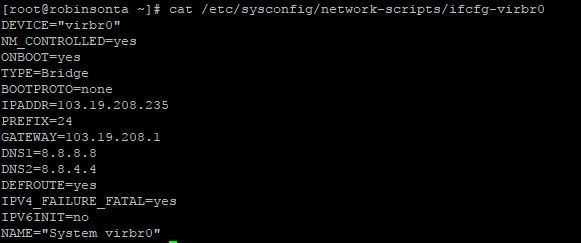 [root@robinsonta ~]# cat /etc/sysconfig/network-scripts/ifcfg-virbr0
DEVICE="virbr0"
NM_CONTROLLED=yes
ONBOOT=yes
TYPE=Bridge
BOOTPROTO=none
IPADDR=103.19.208.235
PREFIX=24
GATEWAY=103.19.208.1
DNS1=8.8.8.8
DNS2=8.8.4.4
DEFROUTE=yes
IPV4_FAILURE_FATAL=yes
IPV6INIT=no
NAME="System virbr0"